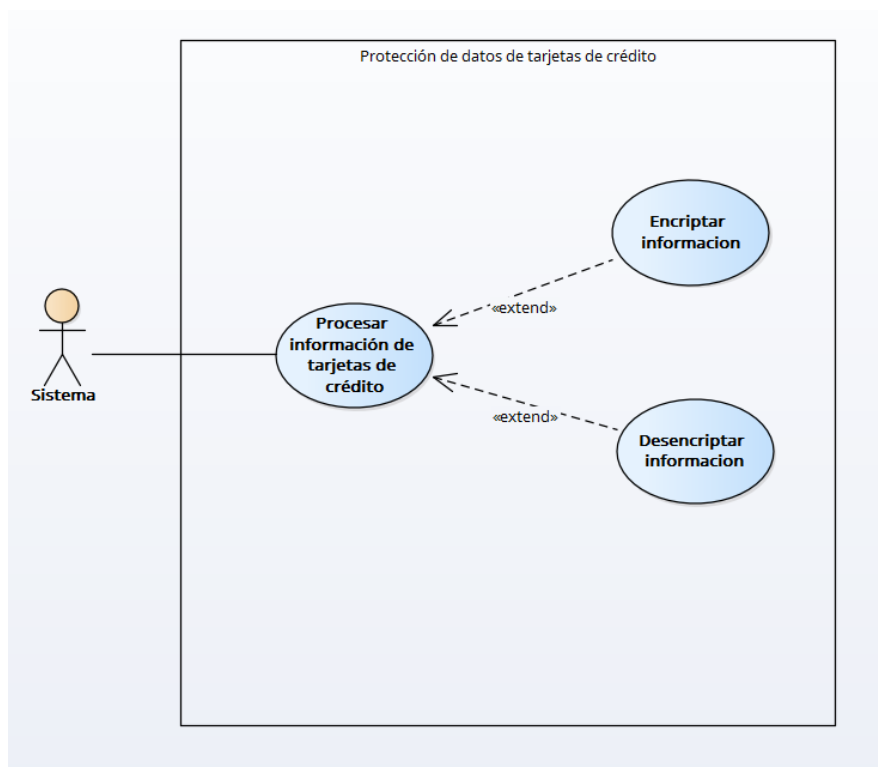 Protección de datos de tarjetas de crédito
Encriptar
informacion
«extend»
Procesar
información de
tarjetas de
crédito
Sistema
«extend»
Desencriptar
informacion